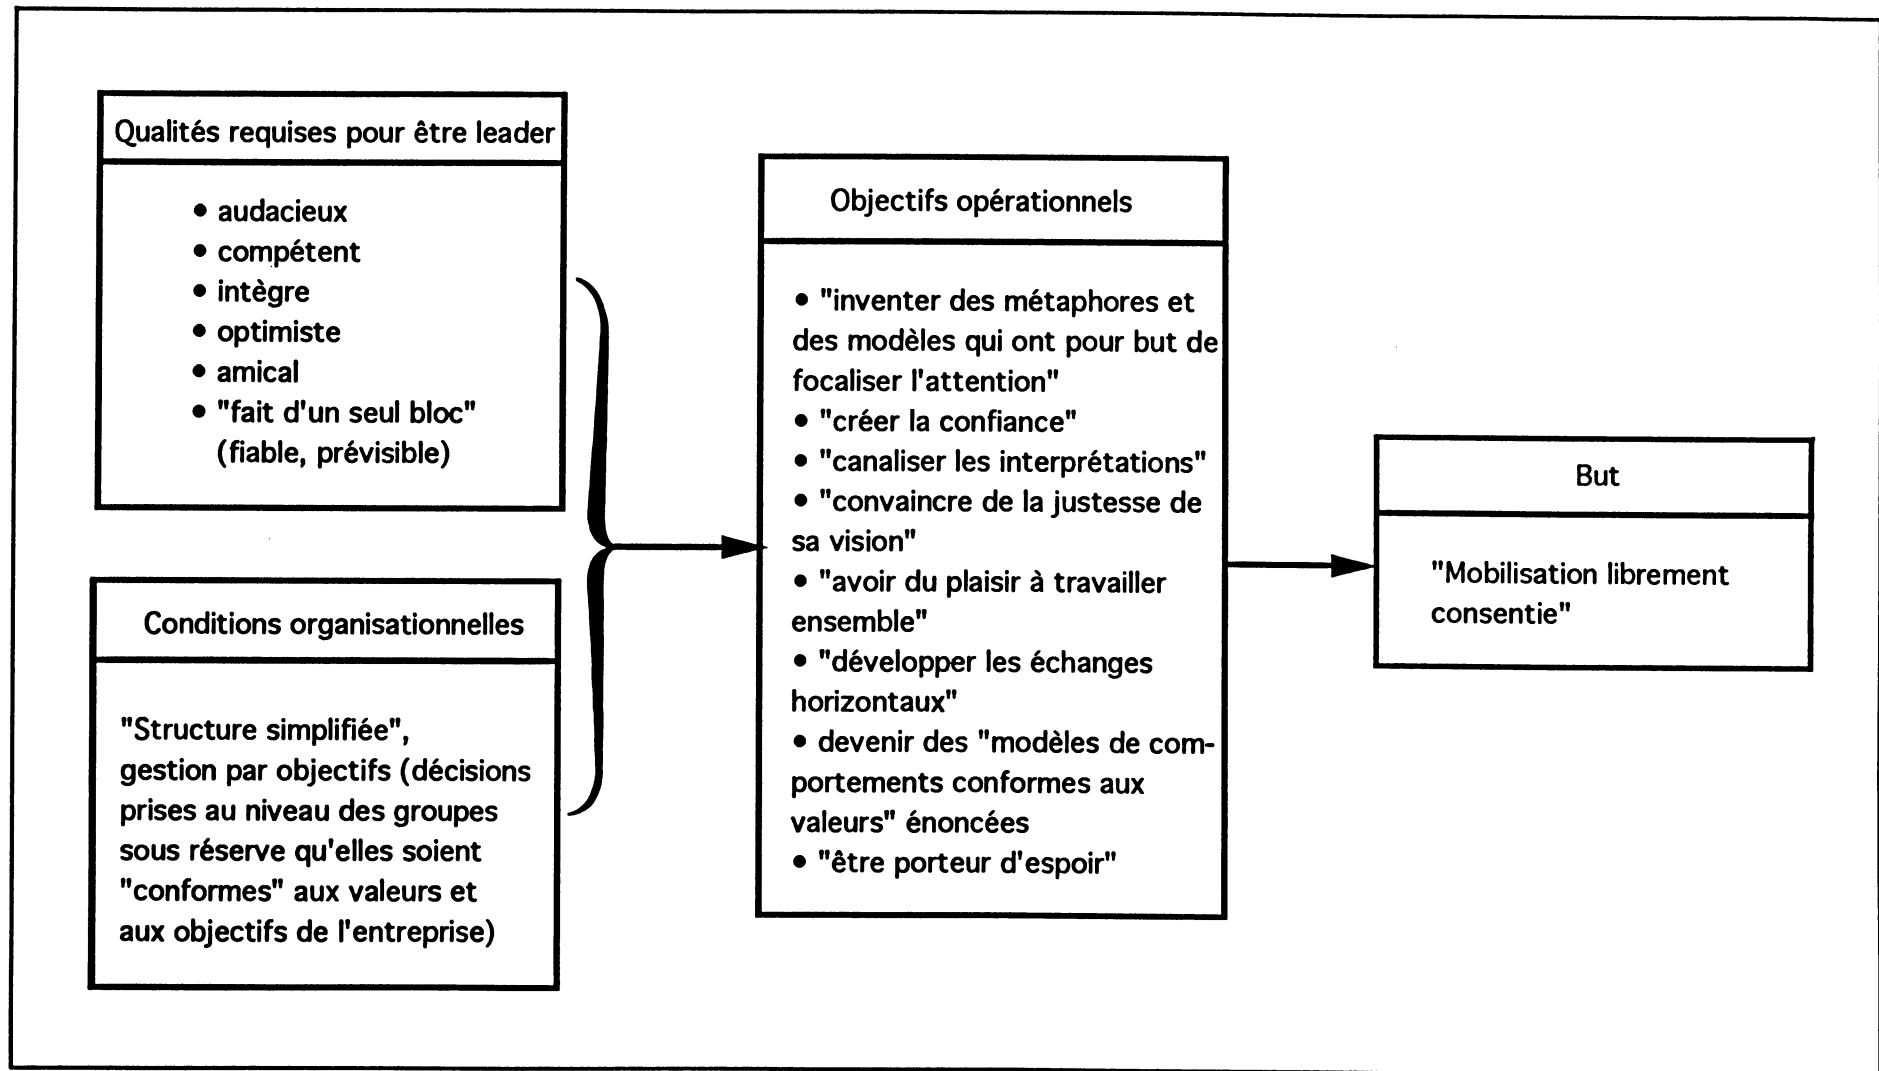 Qualités requises pour être leader
• audacieux
• compétent
• intègre
• optimiste
• amical
• "fait d'un seul bloc"
(fiable, prévisible)
Conditions organisationnelles
"Structure simplifiée",
gestion par objectifs (décisions
prises au niveau des groupes
sous réserve qu'elles soient
"conformes" aux valeurs et
aux objectifs de l'entreprise)
Objectifs opérationnels
• "inventer des métaphores et
des modèles qui ont pour but de
focaliser l'attention"
• "créer la confiance"
• "canaliser les interprétations"
• "convaincre de la justesse de
sa vision"
• "avoir du plaisir à travailler
ensemble"
• "développer les échanges
horizontaux"
• devenir des "modèles de com-
portements conformes aux
valeurs" énoncées
• "être porteur d'espoir"
But
"Mobilisation librement
consentie"